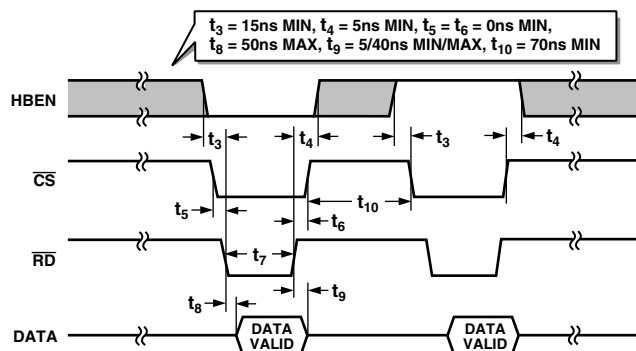 t3 = 15ns MIN, t4 = 5ns MIN, t5 = t6 = 0ns MIN,
t8 = 50ns MAX, t9 = 5/40ns MIN/MAX, t10 = 70ns MIN
HBEN
t3
t4
t3
t4
CS
t5
t10
t6
RD
t7
t8
t9
DATA
DATA
VALID
DATA
VALID